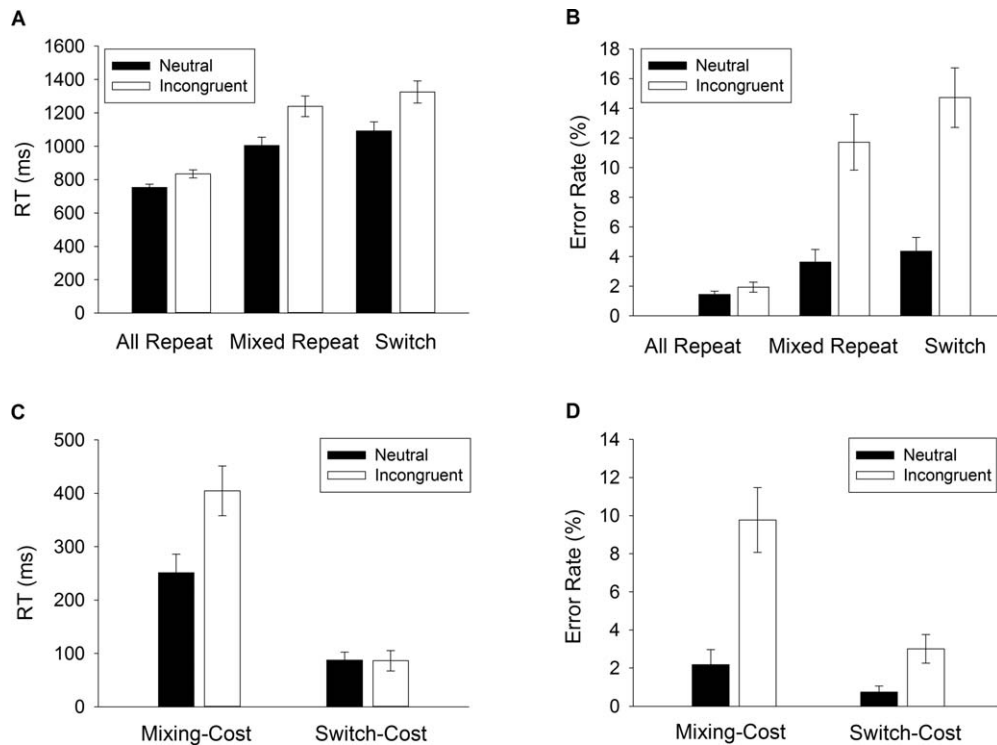 A
RT (ms)
1600
1400
1200
1000
800
600
400
200
0
Neutral
Incongruent
All Repeat Mixed Repeat Switch
B
Error Rate (%)
18
16
14
12
10
8
6
4
2
0
Neutral
Incongruent
All Repeat Mixed Repeat Switch
C
RT (ms)
500
400
300
200
100
0
Neutral
Incongruent
Mixing-Cost Switch-Cost
D
Error Rate (%)
14
12
10
8
6
4
2
0
Neutral
Incongruent
Mixing-Cost Switch-Cost